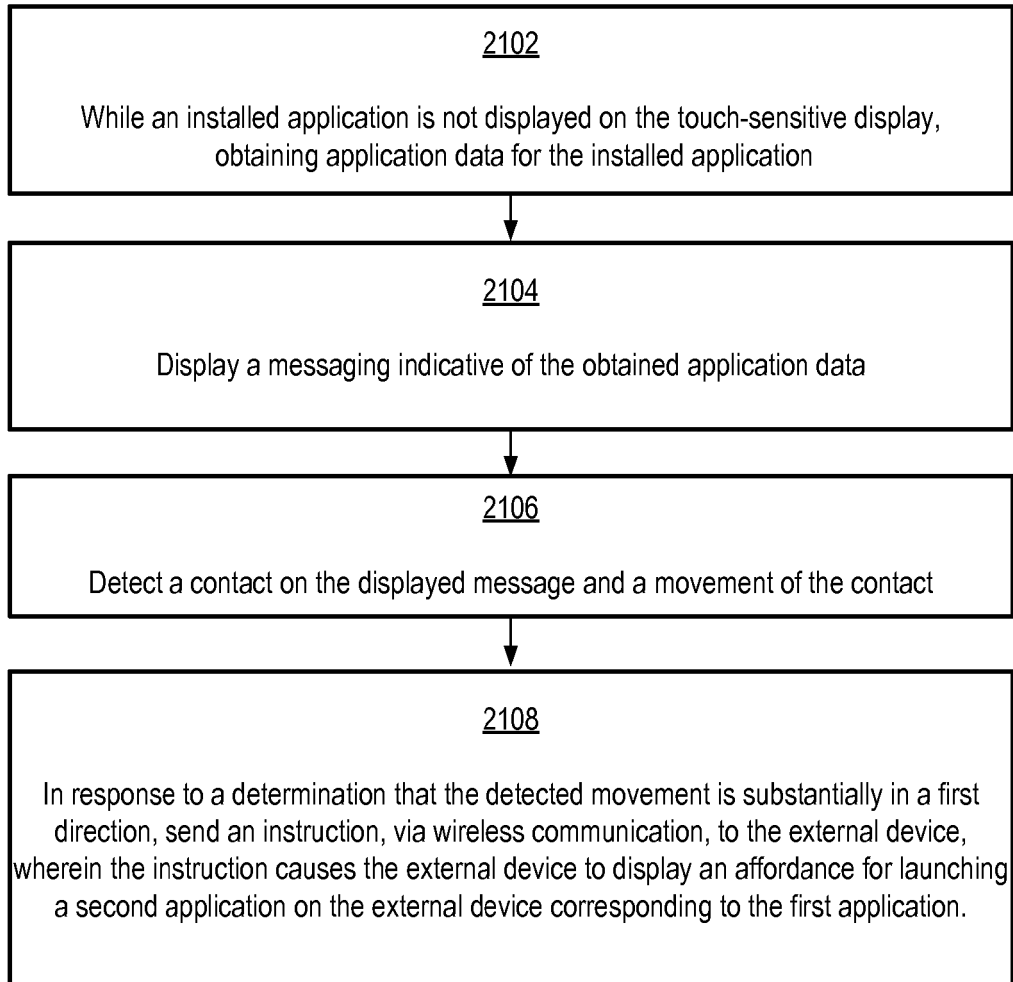 2102
While an installed application is not displayed on the touch-sensitive display,
obtaining application data for the installed application
2104
Display a messaging indicative of the obtained application data
2106
Detect a contact on the displayed message and a movement of the contact
2108
In response to a determination that the detected movement is substantially in a first
direction, send an instruction, via wireless communication, to the external device,
wherein the instruction causes the external device to display an affordance for launching
a second application on the external device corresponding to the first application.